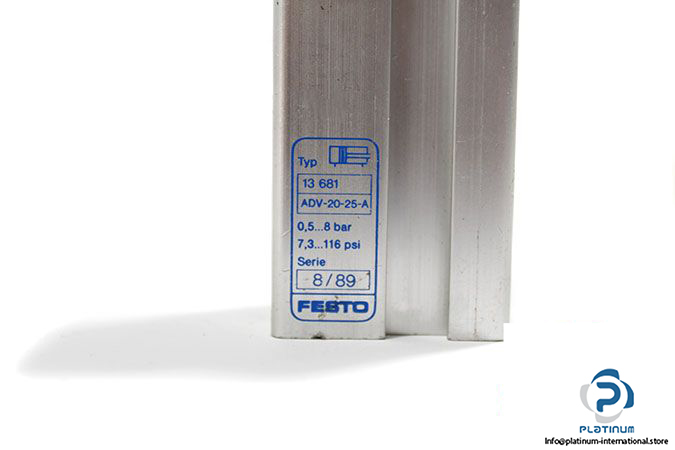 Typ
13 681
ADV-20-25-A
0,5...8 bar
7,3...116 psi
Serie
8/89
FESTO
PLATINUM
Info@platinum-international.store